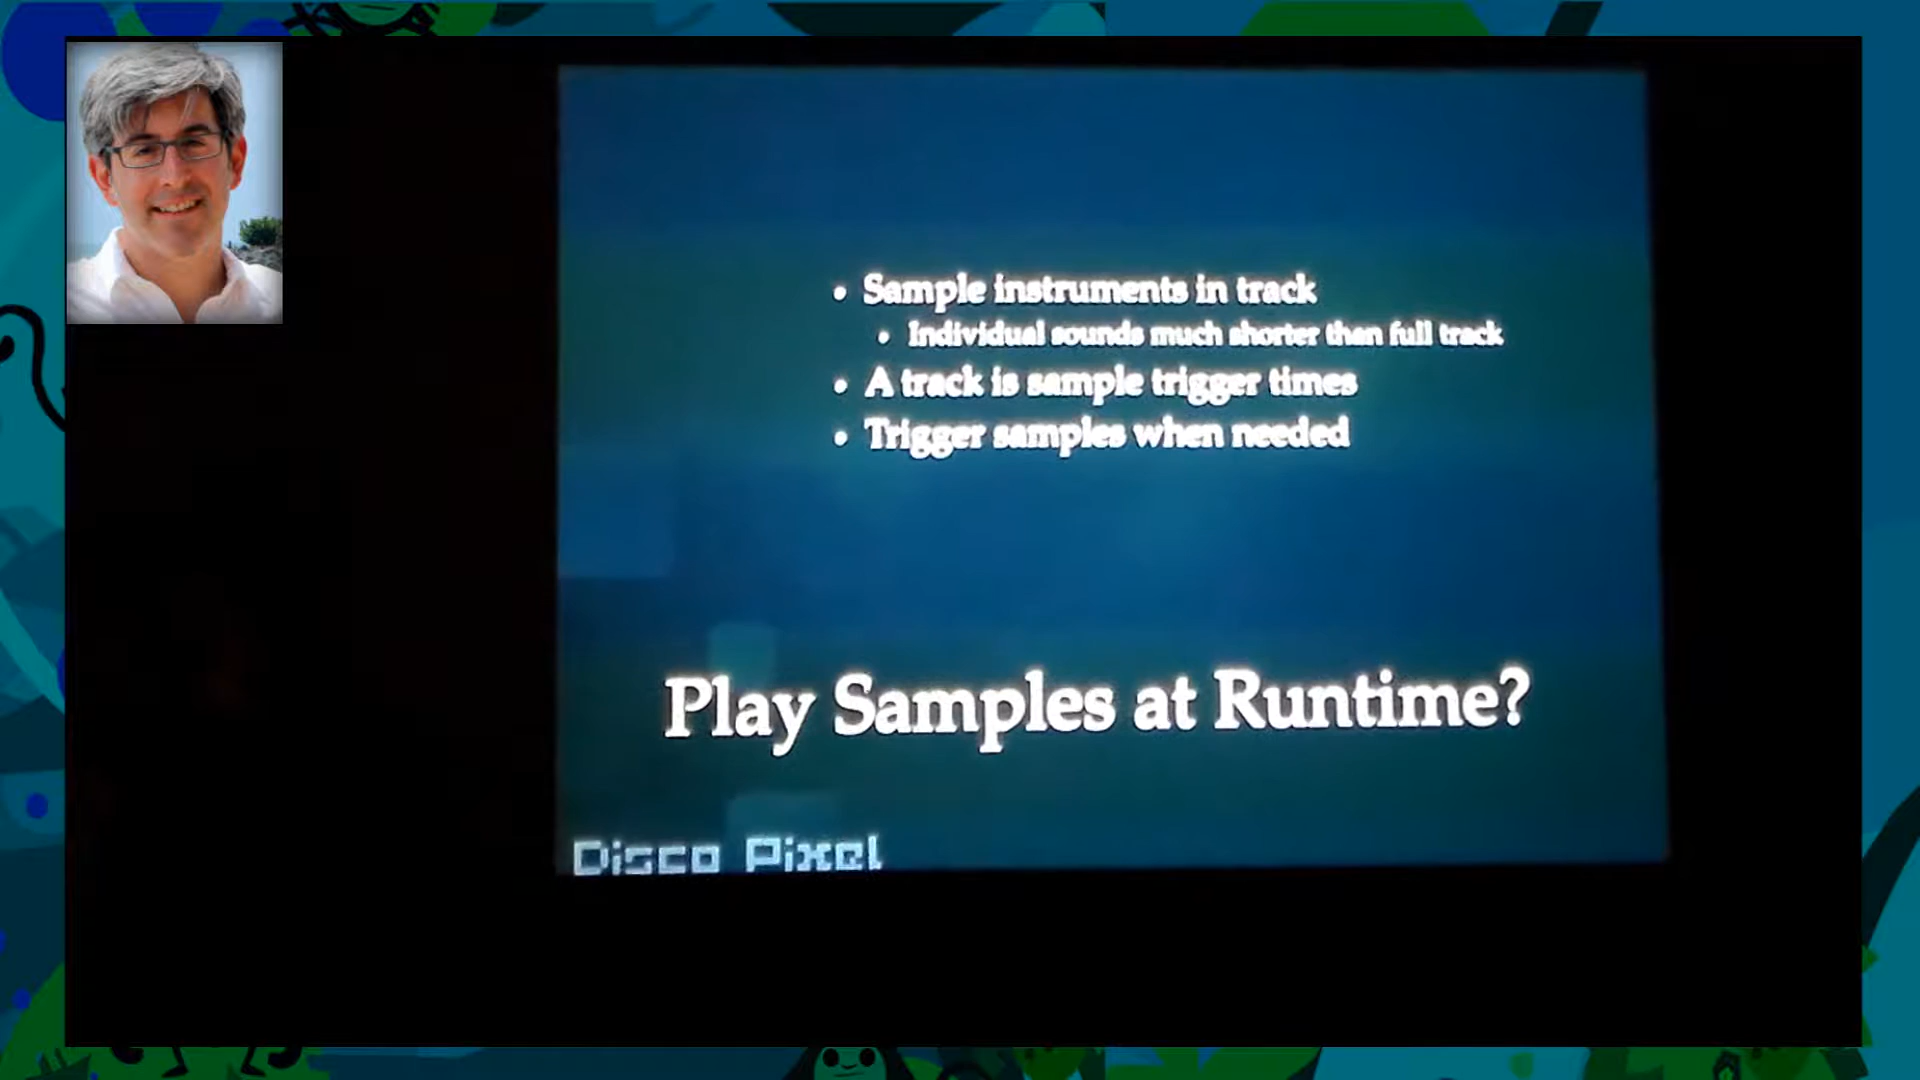 • Sample instruments in track
• Individual sounds much shorter than full track
• A track is sample trigger times
• Trigger samples when needed
Play Samples at Runtime?
Disco Pixel